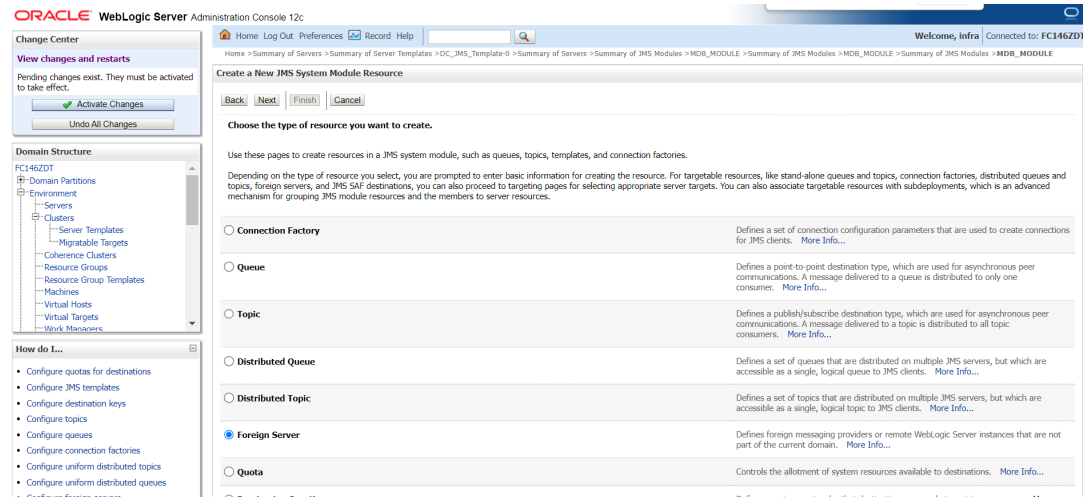 ORACLE WebLogic Server Administration Console 12c
Change Center
View changes and restarts
Pending changes exist. They must be activated
to take effect.
Activate Changes
Undo All Changes
Domain Structure
FC146ZDT
Domain Partitions
Environment
Servers
Clusters
Server Templates
Migratable Targets
Coherence Clusters
Resource Groups
Resource Group Templates
Machines
Virtual Hosts
Virtual Targets
Work Managers
How do I...
Configure quotas for destinations
Configure JMS templates
Configure destination keys
Configure topics
Configure queues
Configure connection factories
Configure uniform distributed topics
Configure uniform distributed queues
Configure foreign servers
Home Log Out Preferences Record Help
Welcome, infra Connected to: FC146ZDT
Home >Summary of Servers >Summary of Server Templates >DC_JMS_Template-0 >Summary of Servers >Summary of JMS Modules >MDB_MODULE >Summary of JMS Modules >MDB_MODULE >Summary of JMS Modules >MDB_MODULE
Create a New JMS System Module Resource
Back Next Finish Cancel
Choose the type of resource you want to create.
Use these pages to create resources in a JMS system module, such as queues, topics, templates, and connection factories.
Depending on the type of resource you select, you are prompted to enter basic information for creating the resource. For targetable resources, like stand-alone queues and topics, connection factories, distributed queues and
topics, foreign servers, and JMS SAF destinations, you can also proceed to targeting pages for selecting appropriate server targets. You can also associate targetable resources with subdeployments, which is an advanced
mechanism for grouping JMS module resources and the members to server resources.
Connection Factory
Defines a set of connection configuration parameters that are used to create connections
for JMS clients. More Info...
Queue
Defines a point-to-point destination type, which are used for asynchronous peer
communications. A message delivered to a queue is distributed to only one
consumer. More Info...
Topic
Defines a publish/subscribe destination type, which are used for asynchronous peer
communications. A message delivered to a topic is distributed to all topic
consumers. More Info...
Distributed Queue
Defines a set of queues that are distributed on multiple JMS servers, but which are
accessible as a single, logical queue to JMS clients. More Info...
Distributed Topic
Defines a set of topics that are distributed on multiple JMS servers, but which are
accessible as a single, logical topic to JMS clients. More Info...
Foreign Server
Defines foreign messaging providers or remote WebLogic Server instances that are not
part of the current domain. More Info...
Quota
Controls the allotment of system resources available to destinations. More Info...